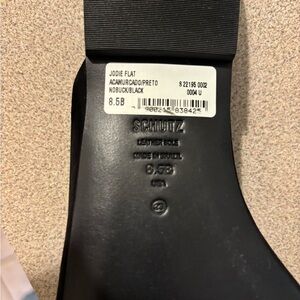 JODIE FLAT
ACAMURCADO/PRETO S 22195 0002
NOBUCK/BLACK 0004 U
8.5B
SCHUTZ
LEATHER SOLE
MADE IN BRAZIL
8.5B
USA